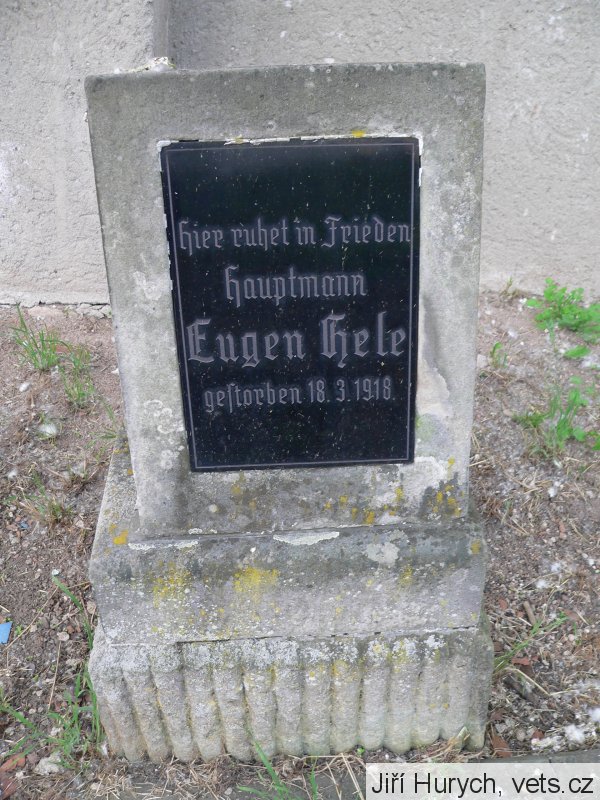 Hier ruhet in Frieden
Hauptmann
Eugen Hele
gestorben 18.3.1918.
Jiří Hurych, vets.cz